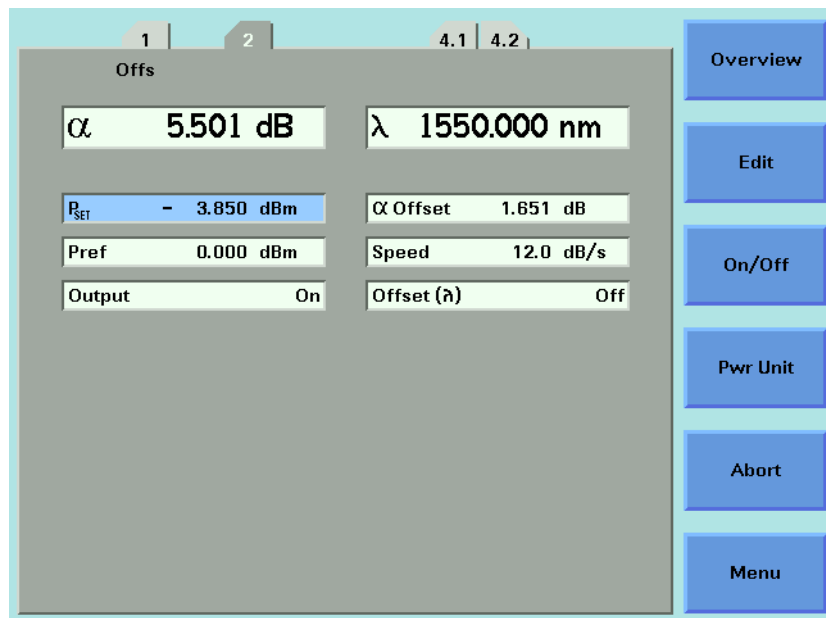 1 2 4.1 4.2
Offs
α 5.501 dB
λ 1550.000 nm
PSET - 3.850 dBm
α Offset 1.651 dB
Pref 0.000 dBm
Speed 12.0 dB/s
Output On
Offset (λ) Off
Overview
Edit
On/Off
Pwr Unit
Abort
Menu